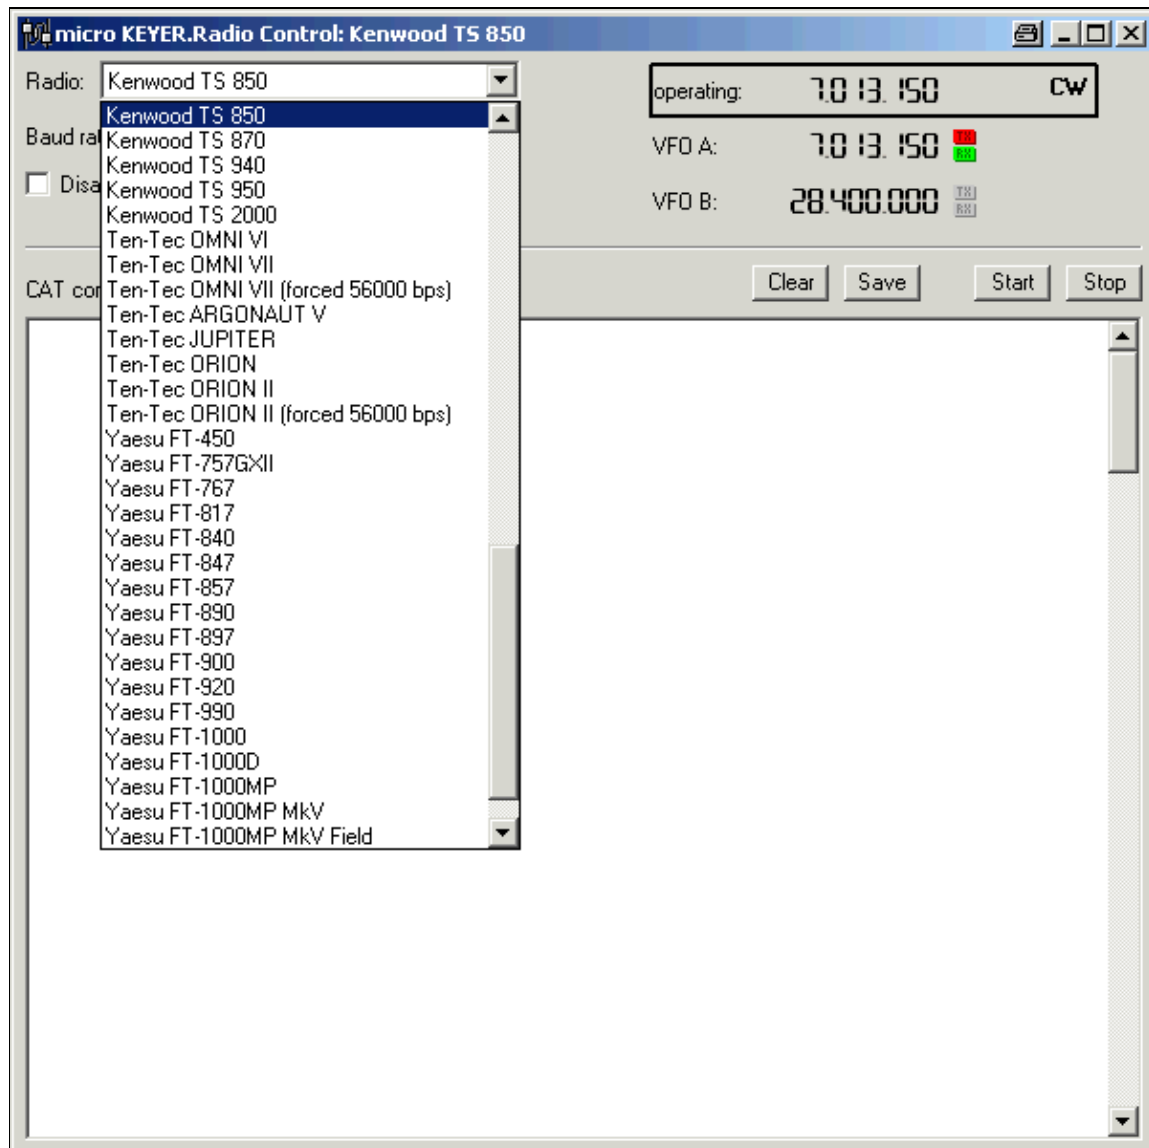 micro KEYER.Radio Control: Kenwood TS 850
Radio: Kenwood TS 850
operating: 7.013.150 CW
Kenwood TS 850
Baud rat
Kenwood TS 870
VFO A: 7.013.150 TX RX
Kenwood TS 940
Disa
Kenwood TS 950
VFO B: 28.400.000 TX RX
Kenwood TS 2000
Ten-Tec OMNI VI
Ten-Tec OMNI VII
CAT cor
Clear Save Start Stop
Ten-Tec OMNI VII (forced 56000 bps)
Ten-Tec ARGONAUT V
Ten-Tec JUPITER
Ten-Tec ORION
Ten-Tec ORION II
Ten-Tec ORION II (forced 56000 bps)
Yaesu FT-450
Yaesu FT-757GXII
Yaesu FT-767
Yaesu FT-817
Yaesu FT-840
Yaesu FT-847
Yaesu FT-857
Yaesu FT-890
Yaesu FT-897
Yaesu FT-900
Yaesu FT-920
Yaesu FT-990
Yaesu FT-1000
Yaesu FT-1000D
Yaesu FT-1000MP
Yaesu FT-1000MP MkV
Yaesu FT-1000MP MkV Field